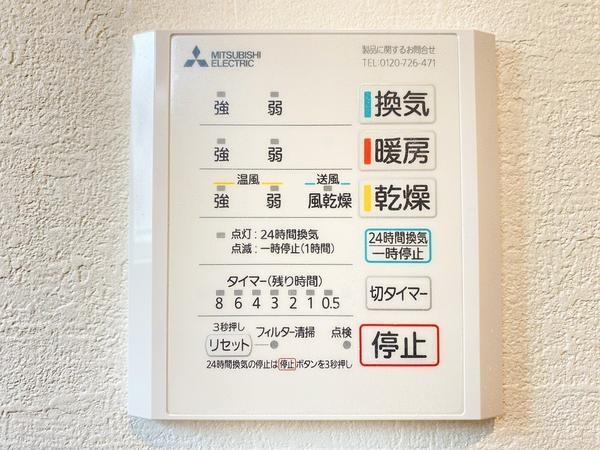 MITSUBISHI
ELECTRIC
製品に関するお問合せ
TEL:0120-726-471
強 弱 換気
強 弱 暖房
温風 送風
強 弱 風乾燥 乾燥
点灯:24時間換気
点滅:一時停止(1時間)
24時間換気
一時停止
タイマー(残り時間)
8 6 4 3 2 1 0.5
切タイマー
3秒押し
リセット フィルター清掃 点検
停止
24時間換気の停止は停止ボタンを3秒押し